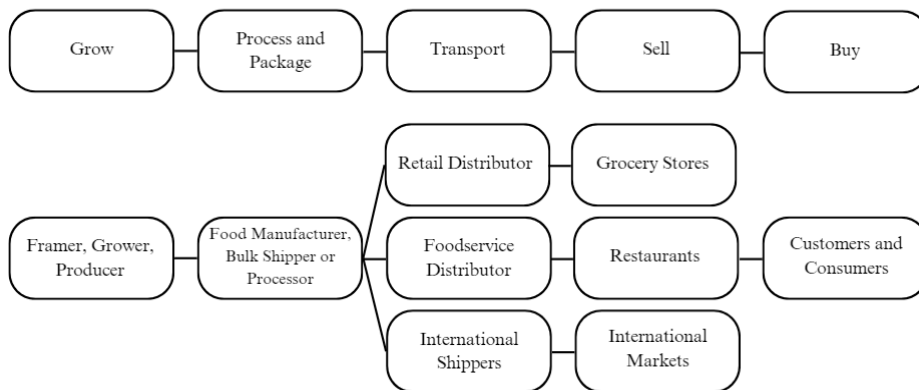 Grow
Process and
Package
Transport
Sell
Buy
Retail Distributor
Grocery Stores
Framer, Grower,
Producer
Food Manufacturer,
Bulk Shipper or
Processor
Foodservice
Distributor
Restaurants
Customers and
Consumers
International
Shippers
International
Markets